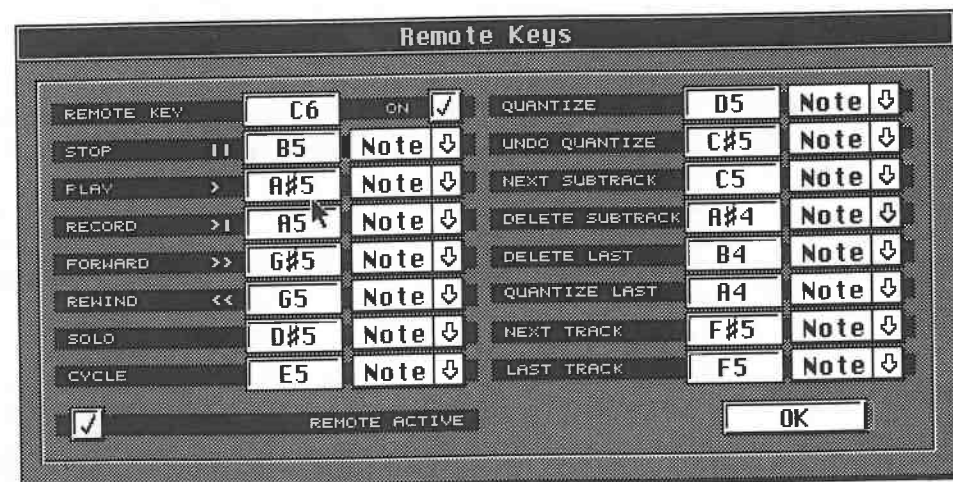 Remote Keys
REMOTE KEY C6 ON ✓
STOP II B5 Note
PLAY > A#5 Note
RECORD >I A5 Note
FORWARD >> G#5 Note
REWIND << G5 Note
SOLO D#5 Note
CYCLE E5 Note
✓ REMOTE ACTIVE
QUANTIZE D5 Note
UNDO QUANTIZE C#5 Note
NEXT SUBTRACK C5 Note
DELETE SUBTRACK A#4 Note
DELETE LAST B4 Note
QUANTIZE LAST A4 Note
NEXT TRACK F#5 Note
LAST TRACK F5 Note
OK